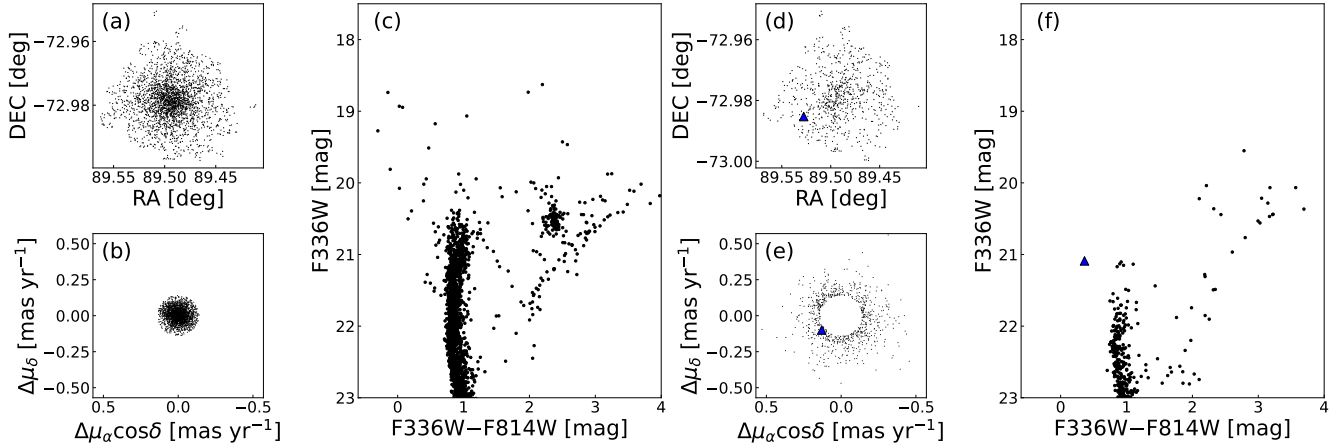 (a)
DEC [deg]
−72.96
−72.98
89.55 89.50 89.45
RA [deg]
(b)
Δμδ [mas yr⁻¹]
0.50
0.25
0.00
−0.25
−0.50
0.5 0.0 −0.5
Δμαcosδ [mas yr⁻¹]
(c)
F336W [mag]
18
19
20
21
22
23
0 1 2 3 4
F336W−F814W [mag]
(d)
DEC [deg]
−72.96
−72.98
−73.00
89.55 89.50 89.45
RA [deg]
(e)
Δμδ [mas yr⁻¹]
0.50
0.25
0.00
−0.25
−0.50
0.5 0.0 −0.5
Δμαcosδ [mas yr⁻¹]
(f)
F336W [mag]
18
19
20
21
22
23
0 1 2 3 4
F336W−F814W [mag]